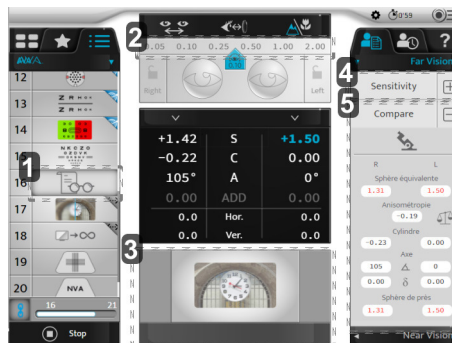 0:59
AVA
12
13
14
15
16
17
18
19
20
NVA
16 21
Stop
1
2
0.05 0.10 0.25 0.50 1.00 2.00
0.10
Right
Left
+1.42 S +1.50
-0.22 C 0.00
105° A 0°
0.00 ADD 0.00
0.0 Hor. 0.0
0.0 Ver. 0.0
3
?
Far Vision
4
Sensitivity
5
Compare
R L
Sphère équivalente
1.31 1.50
Anisométropie
-0.19
Cylindre
-0.23 0.00
Axe
105 0
0.00 δ 0.00
Sphère de près
1.31 1.50
Near Vision